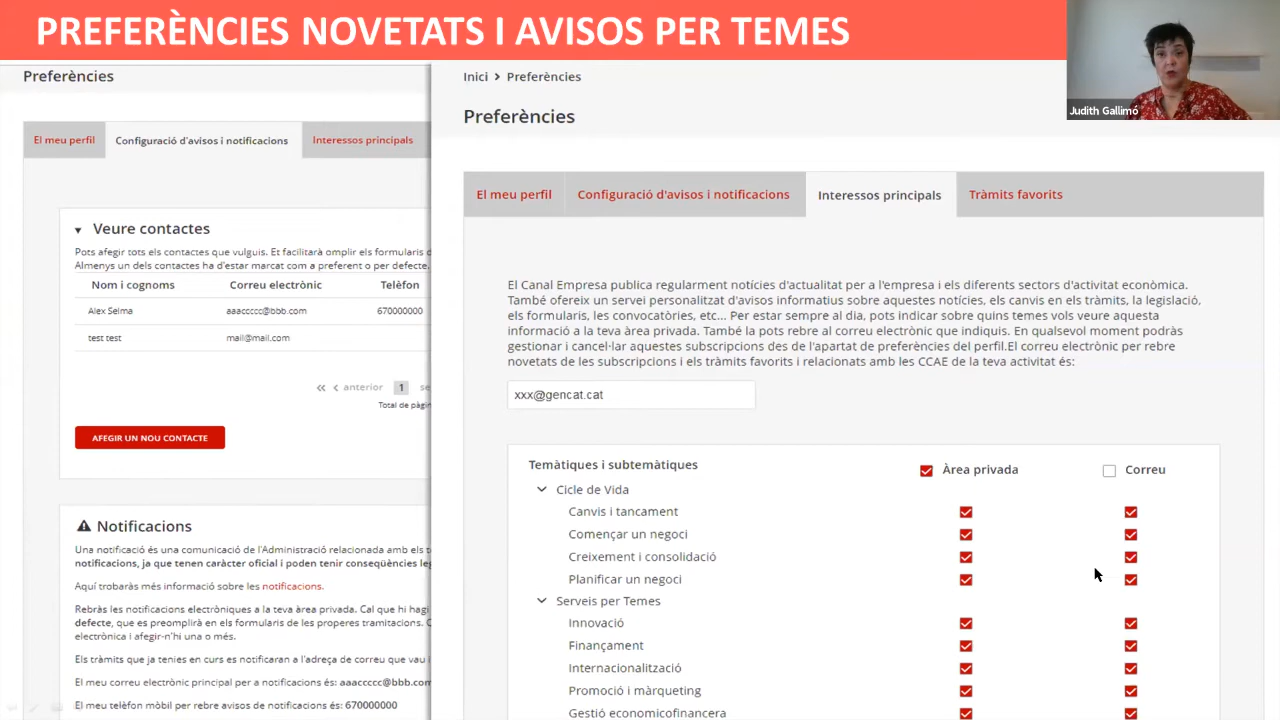 PREFERÈNCIES NOVETATS I AVISOS PER TEMES
Judith Gallimó
Preferències
El meu perfil
Configuració d'avisos i notificacions
Interessos principals
Veure contactes
Pots afegir tots els contactes que vulguis. Et facilitarà omplir els formularis d
Almenys un dels contactes ha d'estar marcat com a preferent o per defecte.
Nom i cognoms Correu electrònic Telèfon
Alex Selma aaaccccc@bbb.com 670000000
test test mail@mail.com
« ‹ anterior 1 se
Total de pàgin
AFEGIR UN NOU CONTACTE
Notificacions
Una notificació és una comunicació de l'Administració relacionada amb els t
notificacions, ja que tenen caràcter oficial i poden tenir conseqüències leg
Aquí trobaràs més informació sobre les notificacions.
Rebràs les notificacions electròniques a la teva àrea privada. Cal que hi hagi
defecte, que es preomplirà en els formularis de les properes tramitacions. C
electrònica i afegir-n'hi una o més.
Els tràmits que ja tenies en curs es notificaran a l'adreça de correu que vau i
El meu correu electrònic principal per a notificacions és: aaaccccc@bbb.com
El meu telèfon mòbil per rebre avisos de notificacions és: 670000000
Inici > Preferències
Preferències
El meu perfil
Configuració d'avisos i notificacions
Interessos principals
Tràmits favorits
El Canal Empresa publica regularment notícies d'actualitat per a l'empresa i els diferents sectors d'activitat econòmica.
També ofereix un servei personalitzat d'avisos informatius sobre aquestes notícies, els canvis en els tràmits, la legislació,
els formularis, les convocatòries, etc... Per estar sempre al dia, pots indicar sobre quins temes vols veure aquesta
informació a la teva àrea privada. També la pots rebre al correu electrònic que indiquis. En qualsevol moment podràs
gestionar i cancel·lar aquestes subscripcions des de l'apartat de preferències del perfil.El correu electrònic per rebre
novetats de les subscripcions i els tràmits favorits i relacionats amb les CCAE de la teva activitat és:
xxx@gencat.cat
Temàtiques i subtemàtiques Àrea privada Correu
Cicle de Vida
Canvis i tancament
Començar un negoci
Creixement i consolidació
Planificar un negoci
Serveis per Temes
Innovació
Finançament
Internacionalització
Promoció i màrqueting
Gestió economicofinancera